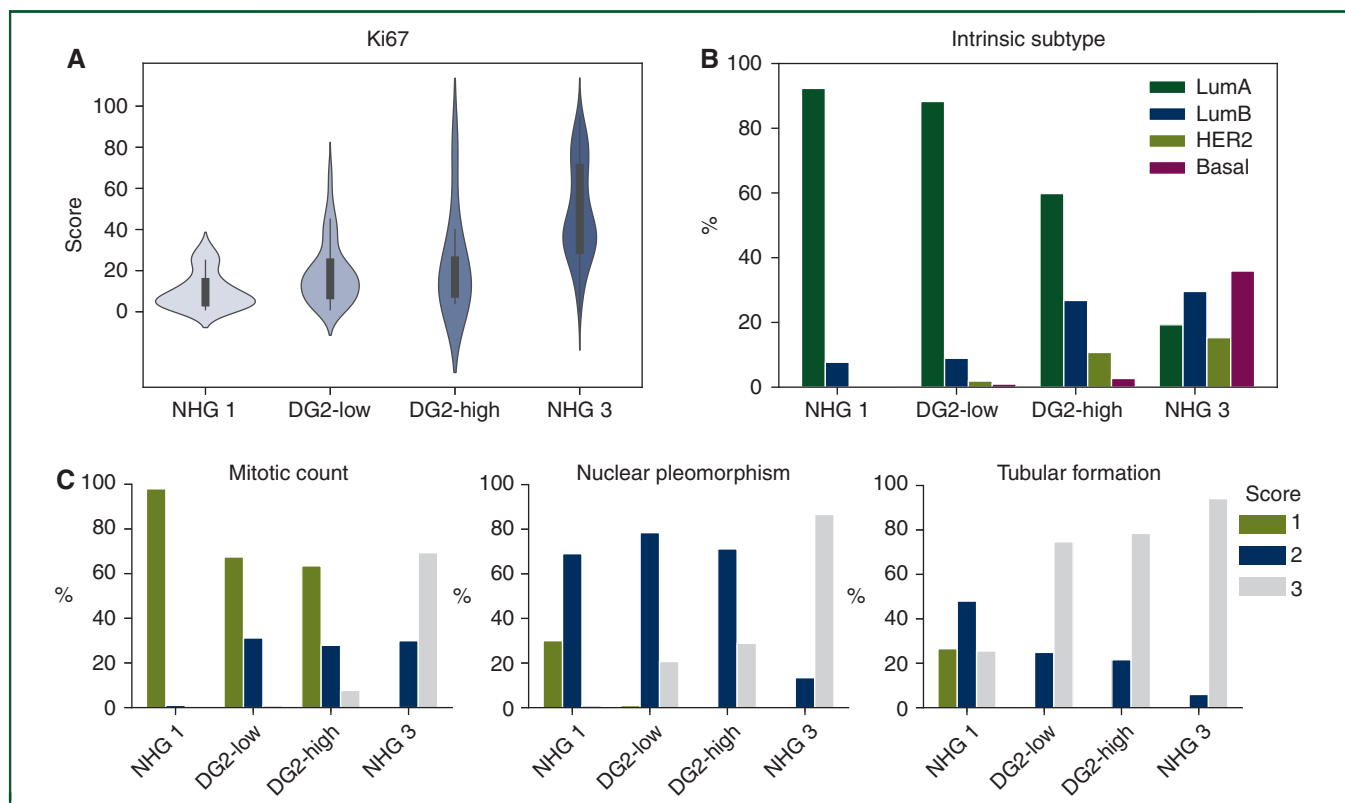 A
Ki67
Score
100
80
60
40
20
0
NHG 1 DG2-low DG2-high NHG 3
B
Intrinsic subtype
%
100
80
60
40
20
0
LumA
LumB
HER2
Basal
NHG 1 DG2-low DG2-high NHG 3
C
Mitotic count
%
100
80
60
40
20
0
NHG 1 DG2-low DG2-high NHG 3
Nuclear pleomorphism
%
100
80
60
40
20
0
NHG 1 DG2-low DG2-high NHG 3
Tubular formation
%
100
80
60
40
20
0
NHG 1 DG2-low DG2-high NHG 3
Score
1
2
3